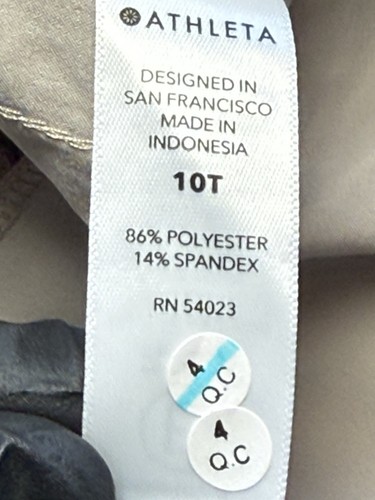 ATHLETA
DESIGNED IN
SAN FRANCISCO
MADE IN
INDONESIA
10T
86% POLYESTER
14% SPANDEX
RN 54023
4
Q.C
4
Q.C